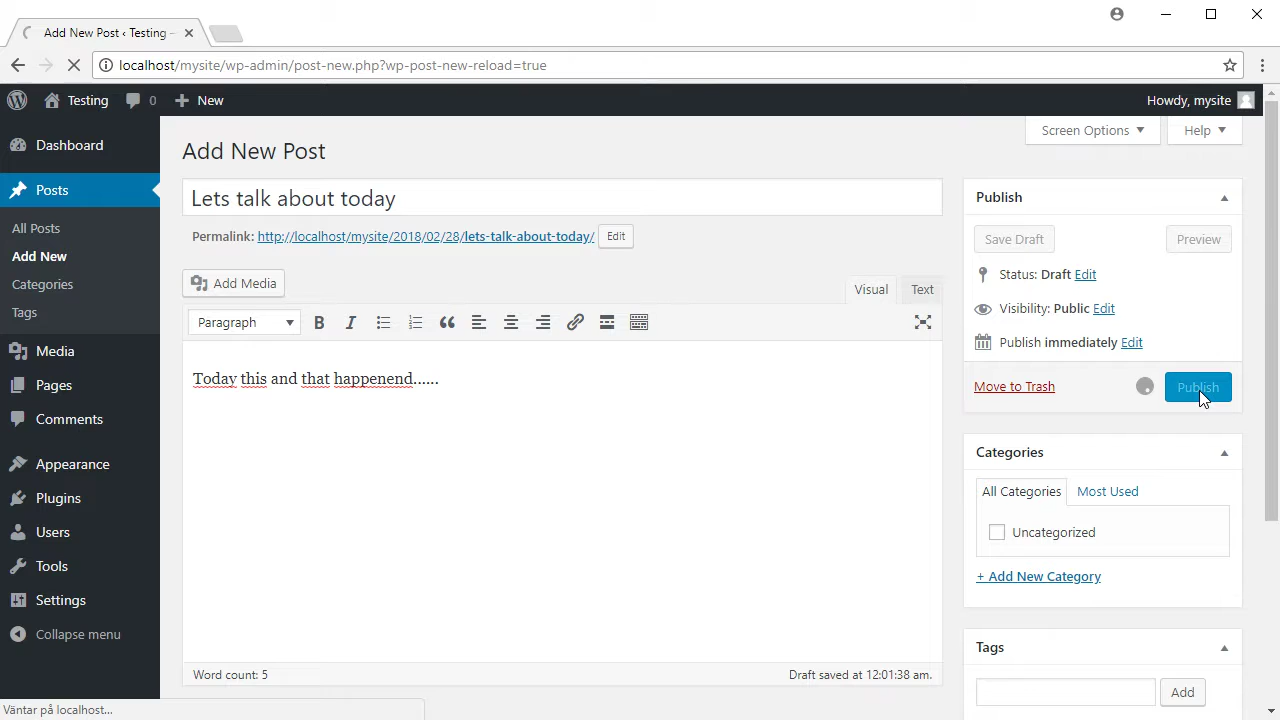 Add New Post ‹ Testing –
localhost/mysite/wp-admin/post-new.php?wp-post-new-reload=true
Testing 0 New Howdy, mysite
Screen Options Help
Dashboard
Posts
All Posts
Add New
Categories
Tags
Media
Pages
Comments
Appearance
Plugins
Users
Tools
Settings
Collapse menu
Add New Post
Lets talk about today
Permalink: http://localhost/mysite/2018/02/28/lets-talk-about-today/ Edit
Add Media
Visual Text
Paragraph B I
Today this and that happenend......
Word count: 5 Draft saved at 12:01:38 am.
Publish
Save Draft Preview
Status: Draft Edit
Visibility: Public Edit
Publish immediately Edit
Move to Trash Publish
Categories
All Categories Most Used
Uncategorized
+ Add New Category
Tags
Add
Väntar på localhost...